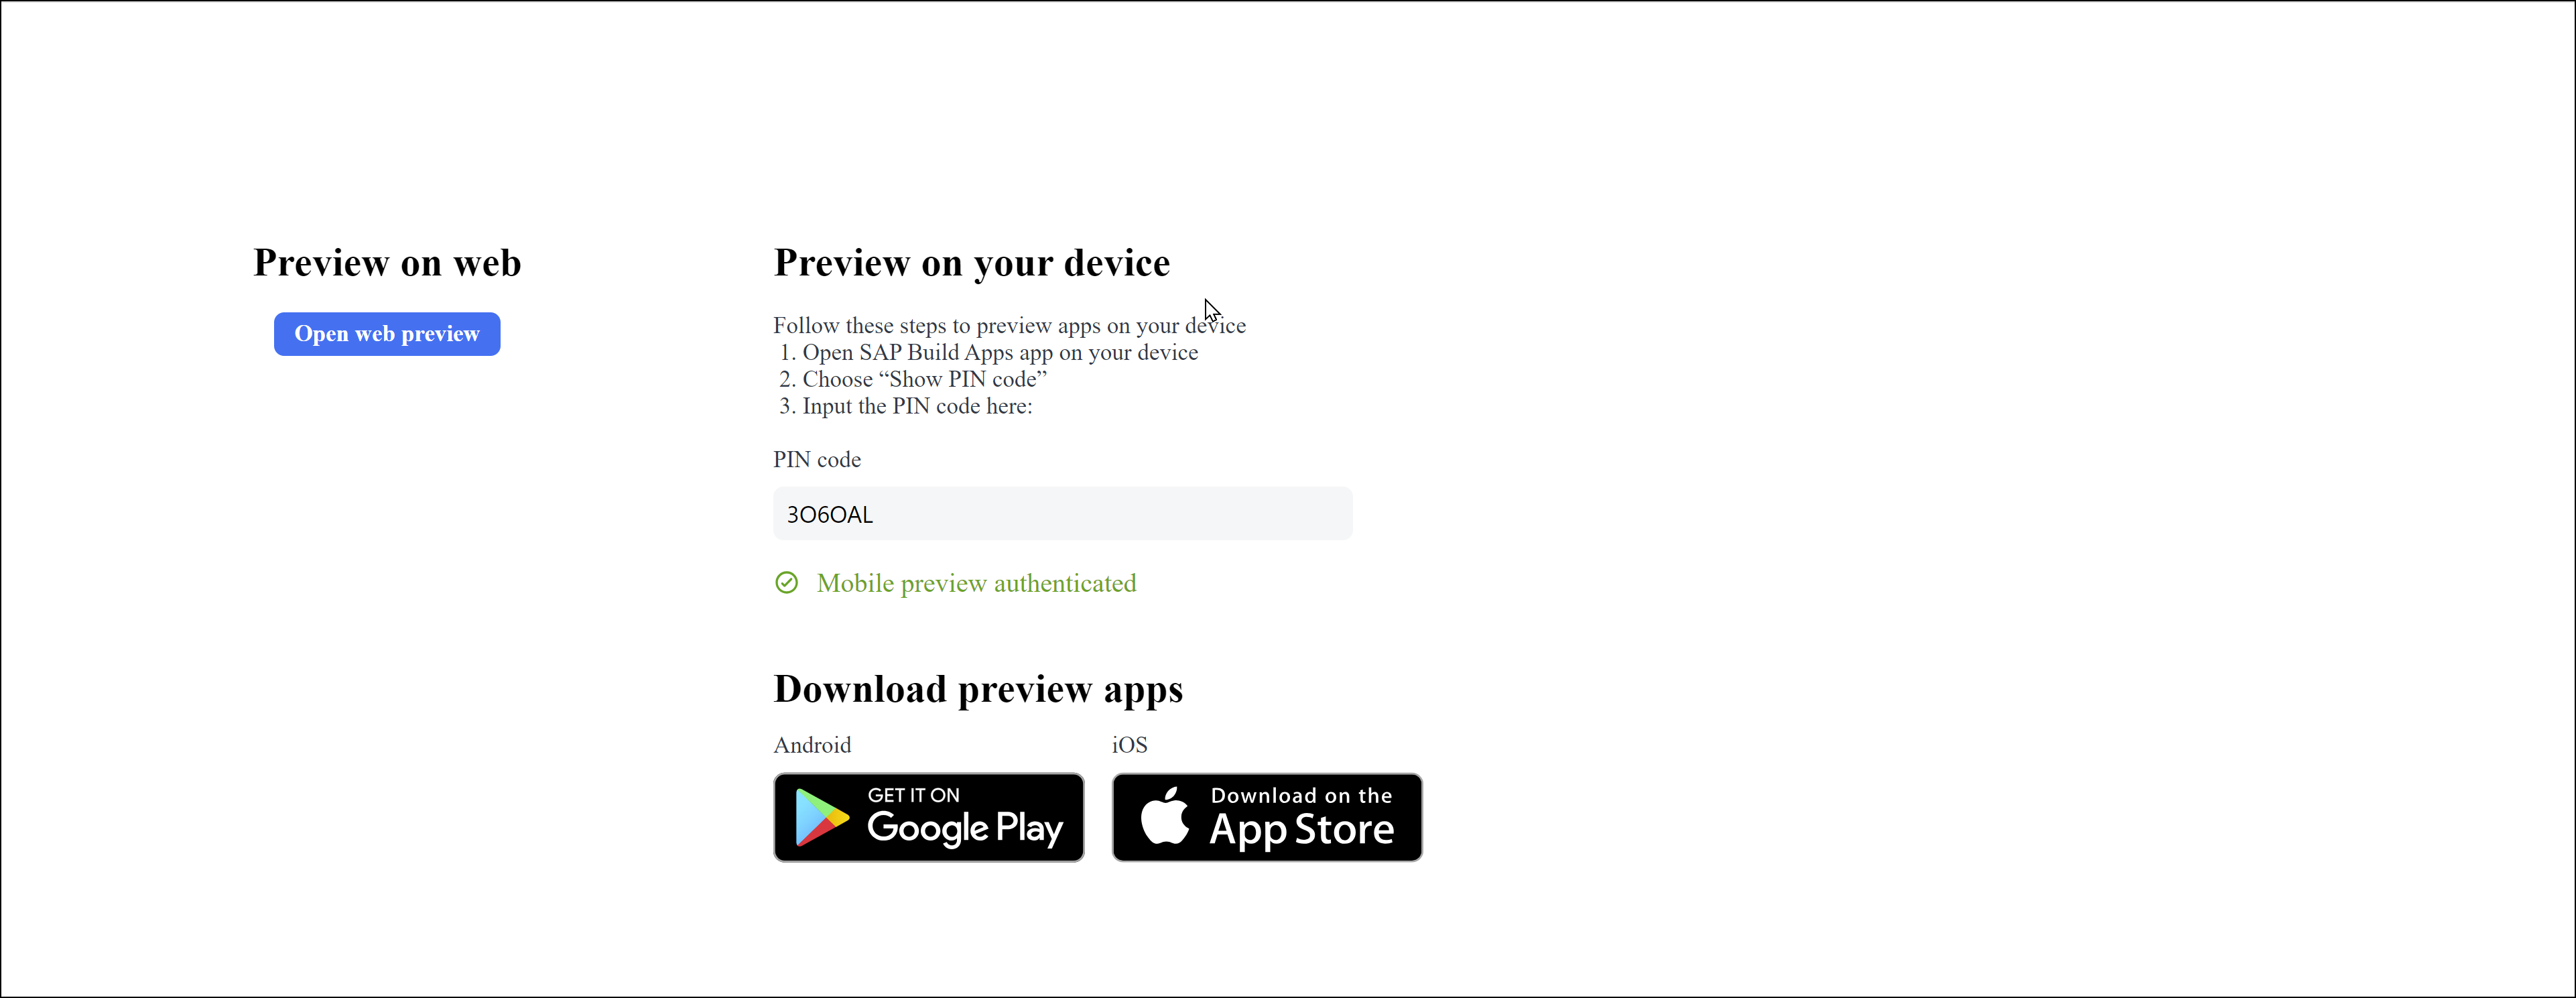 Preview on web
Open web preview
Preview on your device
Follow these steps to preview apps on your device
1. Open SAP Build Apps app on your device
2. Choose “Show PIN code”
3. Input the PIN code here:
PIN code
3O6OAL
Mobile preview authenticated
Download preview apps
Android
GET IT ON
Google Play
iOS
Download on the
App Store